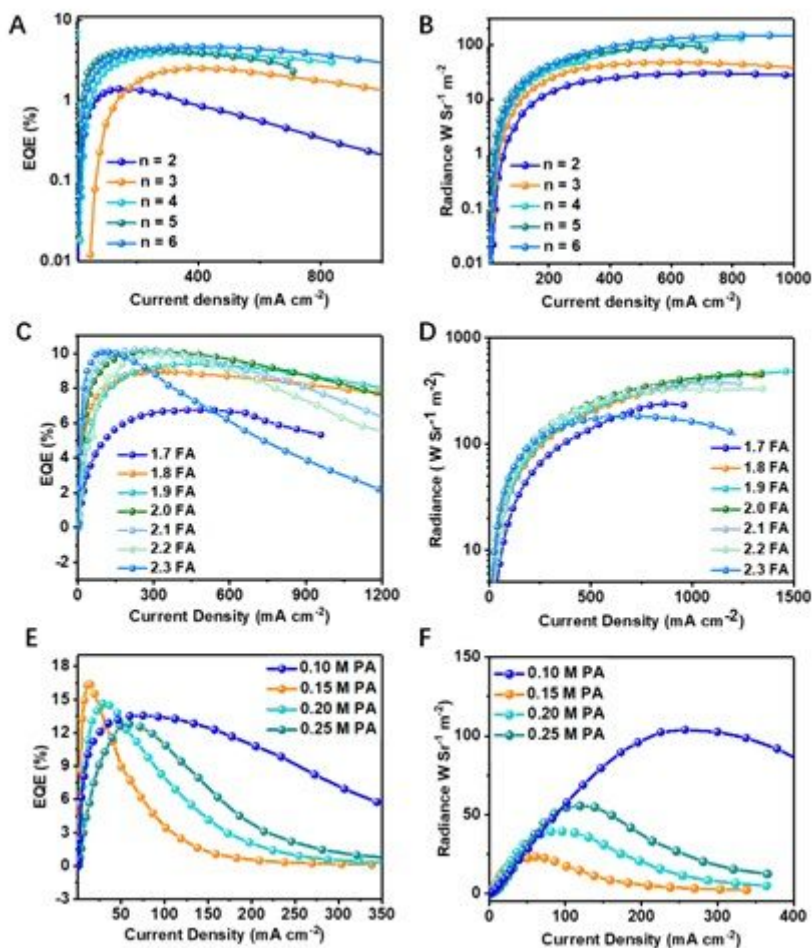 A
EQE (%)
10
1
0.1
0.01
n = 2
n = 3
n = 4
n = 5
n = 6
400
800
Current density (mA cm-2)
B
Radiance W Sr-1 m-2
100
10
1
0.1
0.01
n = 2
n = 3
n = 4
n = 5
n = 6
200
400
600
800
1000
Current density (mA cm-2)
C
EQE (%)
10
8
6
4
2
0
-2
1.7 FA
1.8 FA
1.9 FA
2.0 FA
2.1 FA
2.2 FA
2.3 FA
0
300
600
900
1200
Current Density (mA cm-2)
D
Radiance ( W Sr-1 m-2)
1000
100
10
1.7 FA
1.8 FA
1.9 FA
2.0 FA
2.1 FA
2.2 FA
2.3 FA
0
500
1000
1500
Current Density (mA cm-2)
E
EQE (%)
18
15
12
9
6
3
0
-3
0.10 M PA
0.15 M PA
0.20 M PA
0.25 M PA
50
100
150
200
250
300
350
Current Density (mA cm-2)
F
Radiance W Sr-1 m-2)
150
100
50
0
0.10 M PA
0.15 M PA
0.20 M PA
0.25 M PA
0
100
200
300
400
Current Density (mA cm-2)